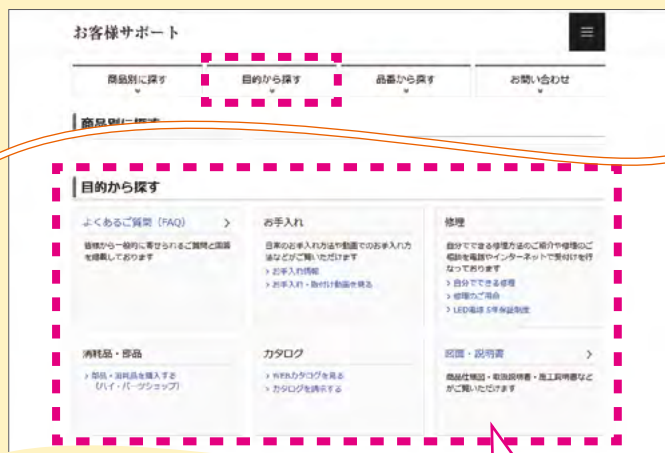 お客様サポート
商品別に探す
目的から探す
品番から探す
お問い合わせ
商品別に探す
目的から探す
よくあるご質問（FAQ）
お手入れ
修理
皆様から一般的に寄せられるご質問と回答
を掲載しております
日常のお手入れ方法や動画でのお手入れ方
法などがご覧いただけます
> お手入れ情報
> お手入れ・取付け動画を見る
自分でできる修理方法のご紹介や修理のご
相談を電話やインターネットで受付けを行
なっております
> 自分でできる修理
> 修理のご用命
> LED電球 5年保証制度
消耗品・部品
カタログ
図面・説明書
> 部品・消耗品を購入する
（ハイ・パーツショップ）
> WEBカタログを見る
> カタログを請求する
商品仕様図・取扱説明書・施工説明書など
がご覧いただけます